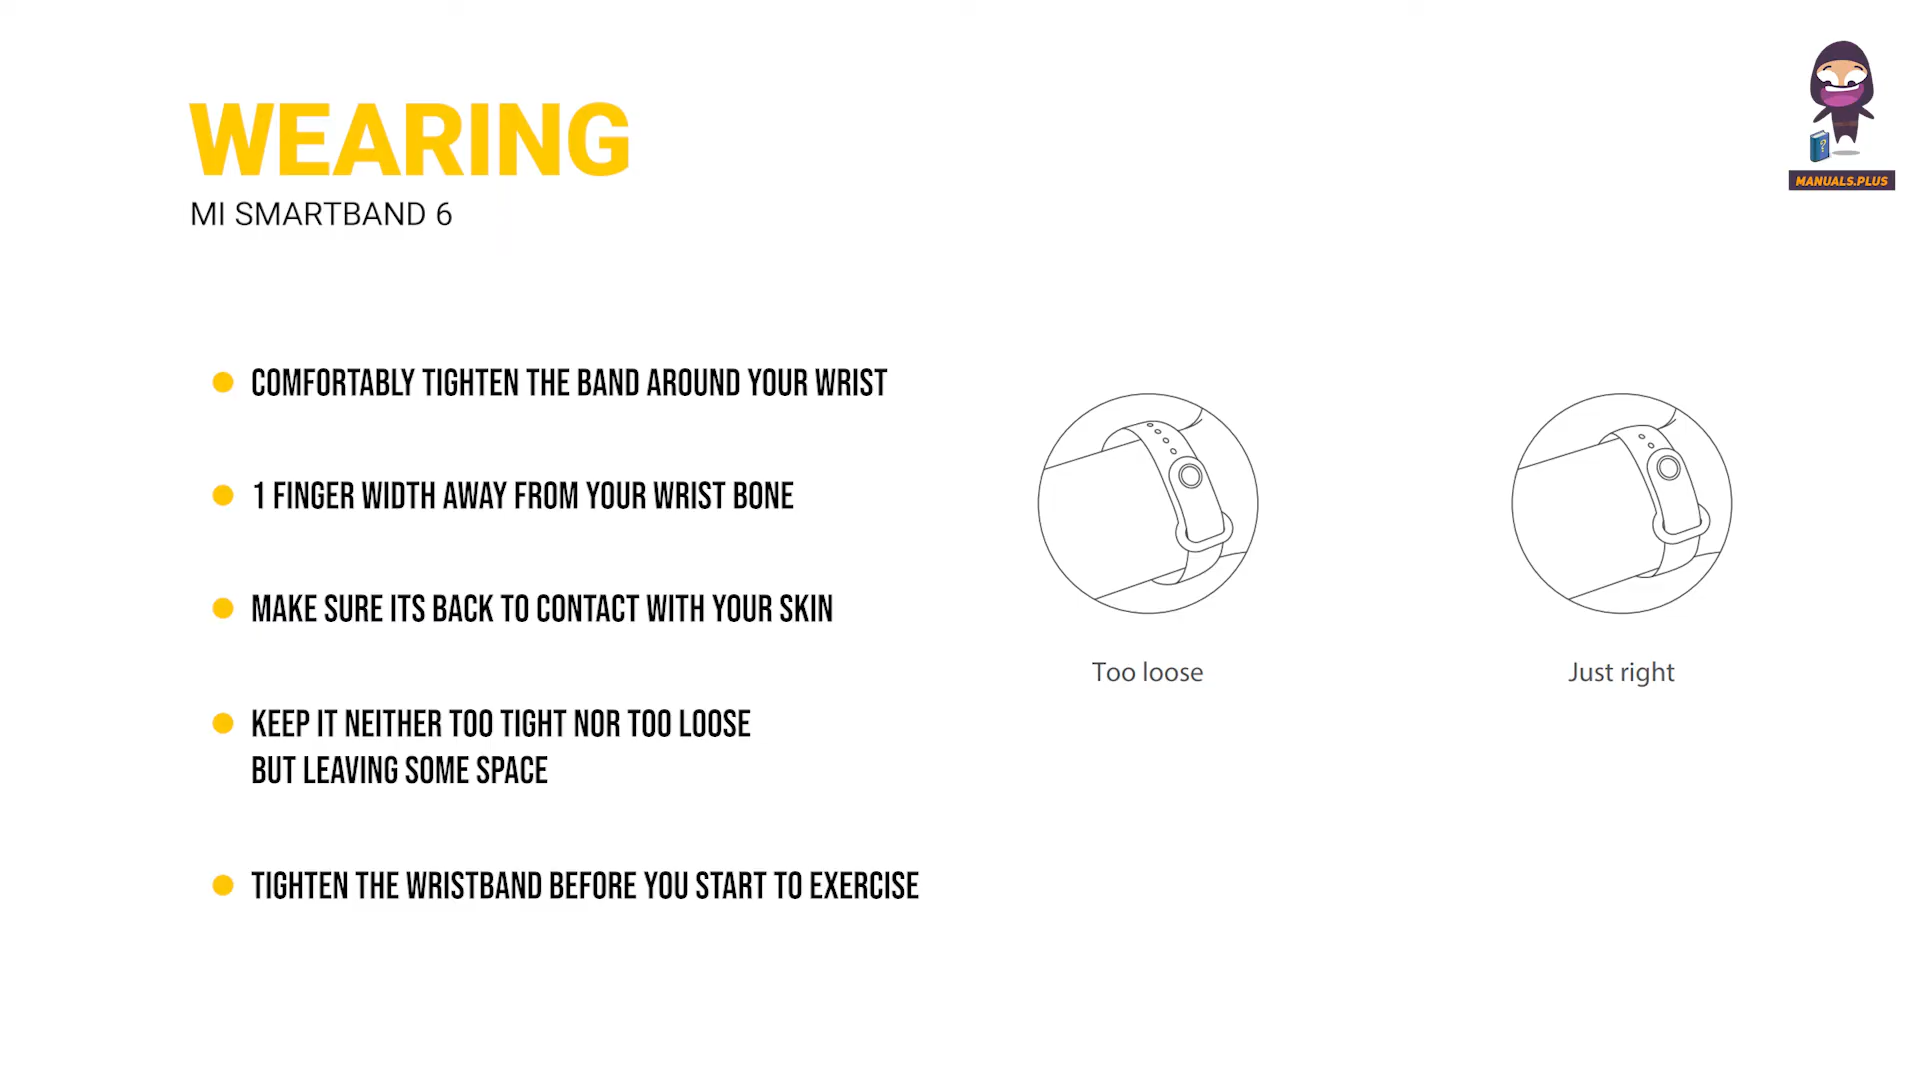 WEARING
MI SMARTBAND 6
MANUALS.PLUS
COMFORTABLY TIGHTEN THE BAND AROUND YOUR WRIST
1 FINGER WIDTH AWAY FROM YOUR WRIST BONE
MAKE SURE ITS BACK TO CONTACT WITH YOUR SKIN
KEEP IT NEITHER TOO TIGHT NOR TOO LOOSE
BUT LEAVING SOME SPACE
TIGHTEN THE WRISTBAND BEFORE YOU START TO EXERCISE
Too loose
Just right